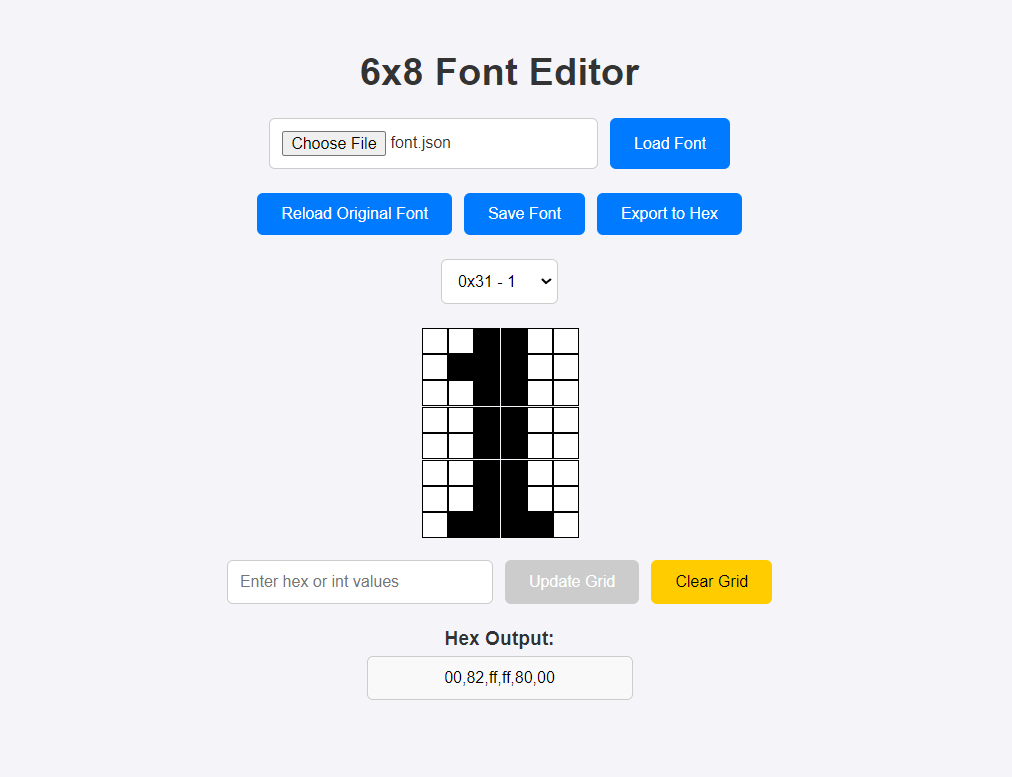 6x8 Font Editor
Choose File font.json Load Font
Reload Original Font Save Font Export to Hex
0x31 - 1
Enter hex or int values Update Grid Clear Grid
Hex Output:
00,82,ff,ff,80,00